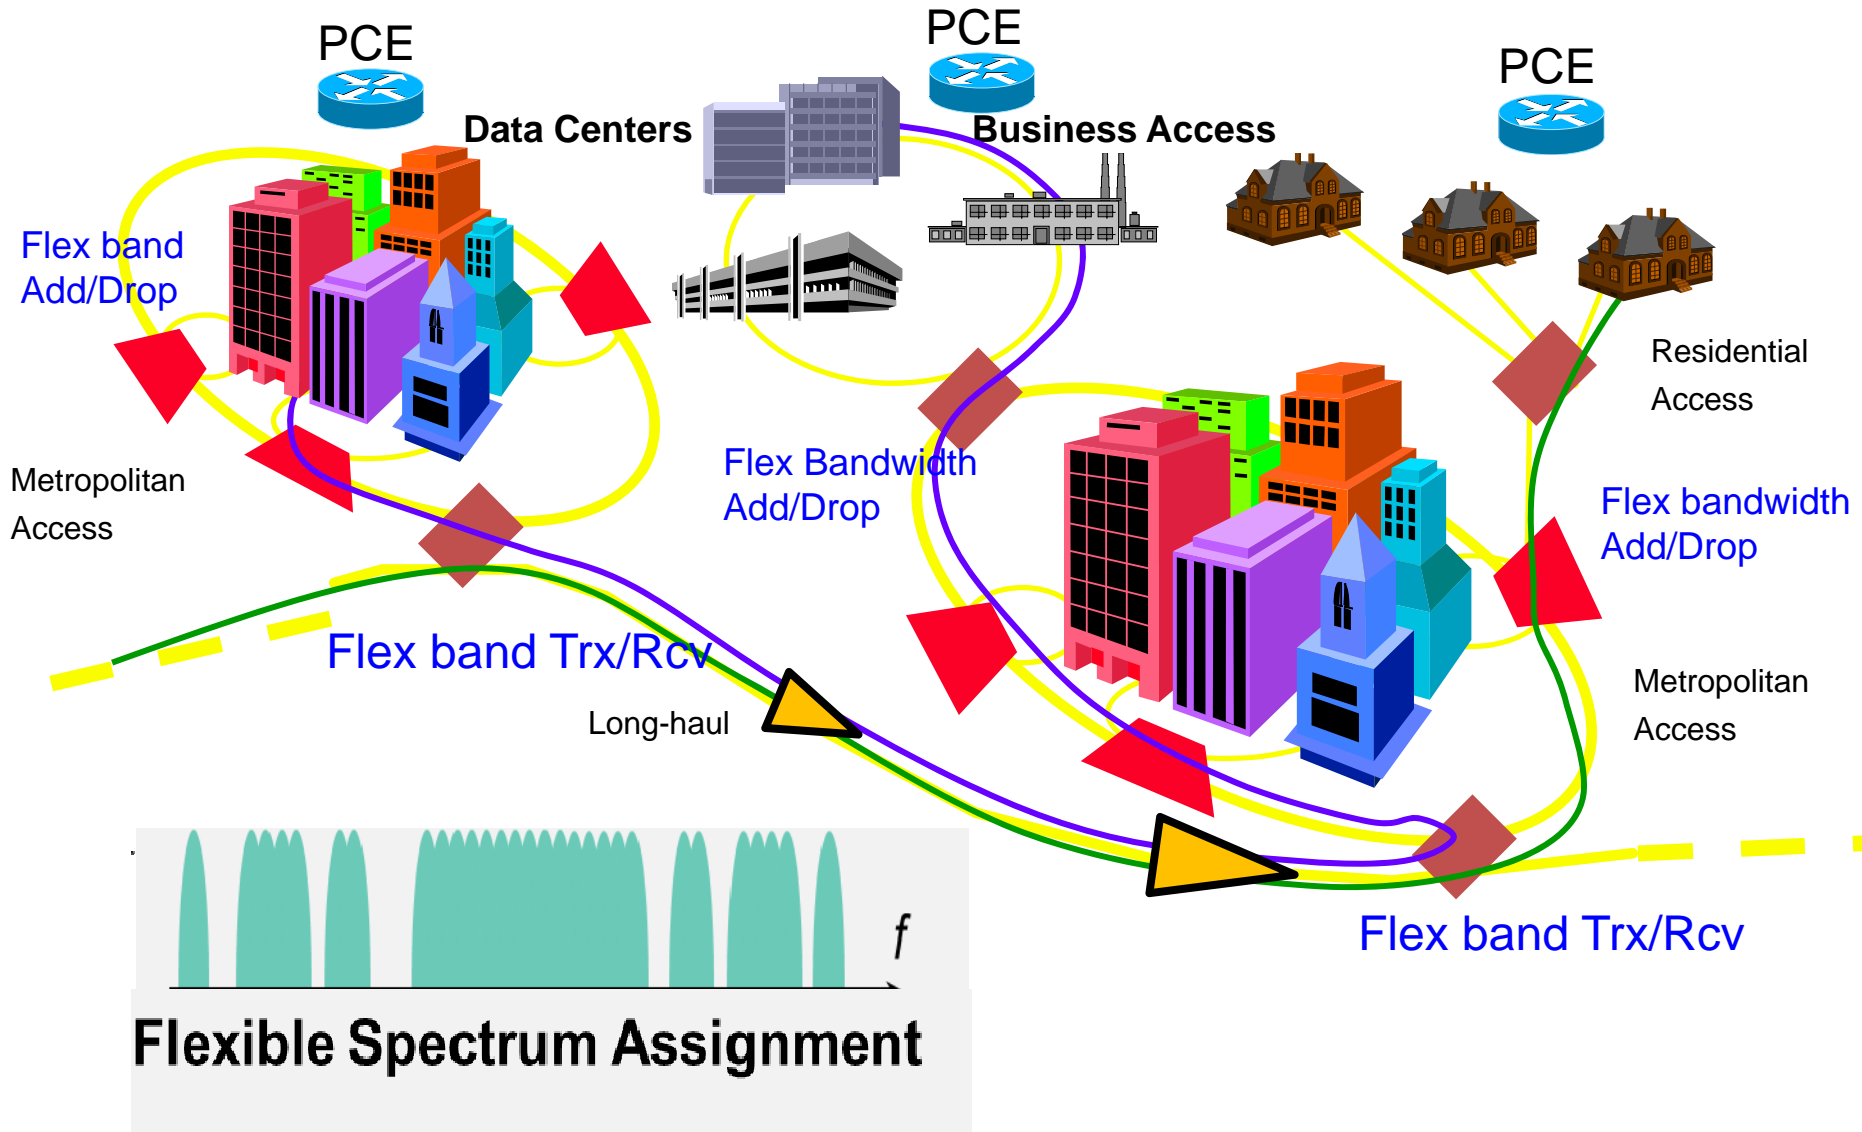 PCE
PCE
PCE
Data Centers
Business Access
Flex band
Add/Drop
Residential
Access
Metropolitan
Access
Flex Bandwidth
Add/Drop
Flex bandwidth
Add/Drop
Flex band Trx/Rcv
Long-haul
Metropolitan
Access
f
Flex band Trx/Rcv
Flexible Spectrum Assignment